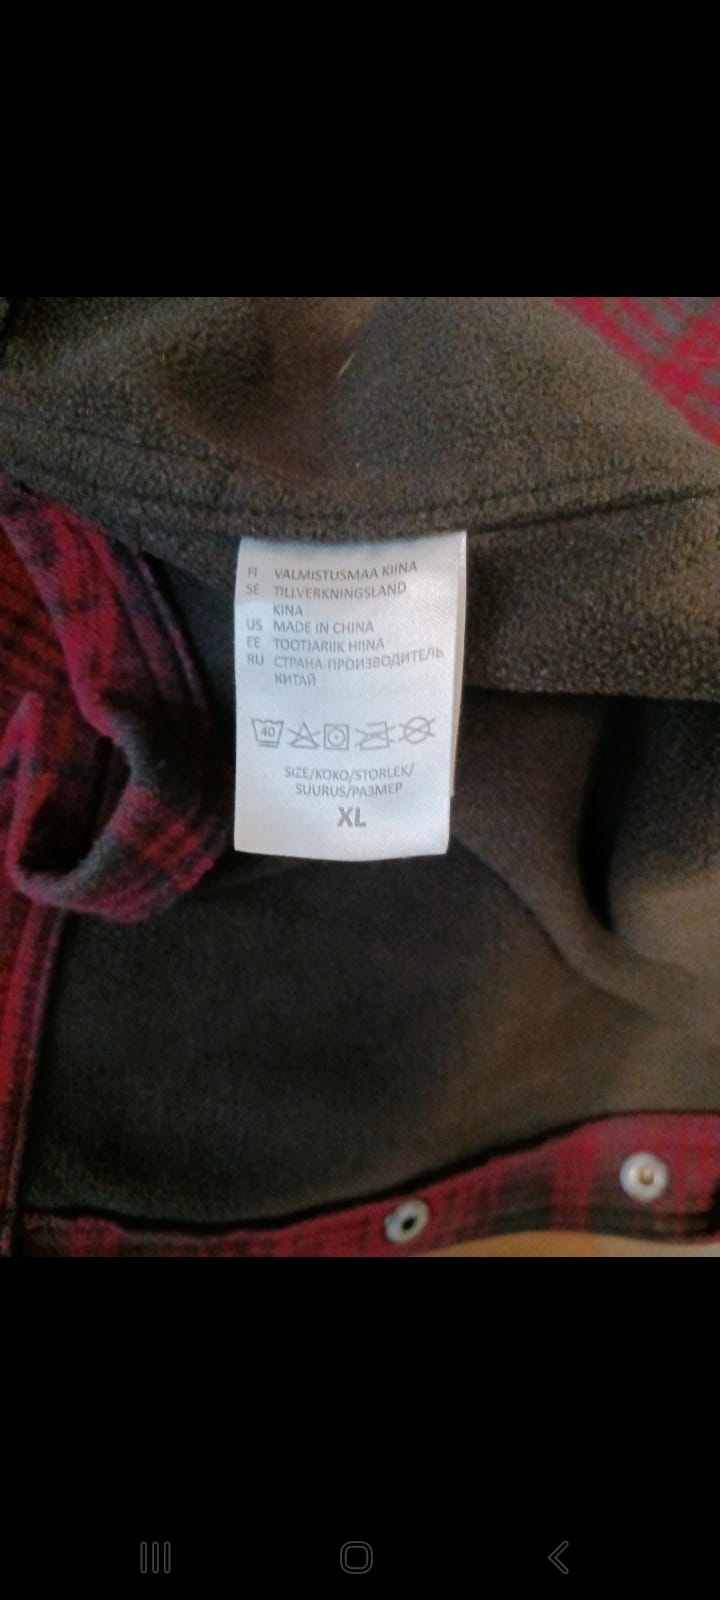 FI VALMISTUSMAA KIINA
SE TILLVERKNINGSLAND
KINA
US MADE IN CHINA
EE TOOTJARIIK HIINA
RU СТРАНА-ПРОИЗВОДИТЕЛЬ
КИТАЙ
40
SIZE/KOKO/STORLEK/
SUURUS/РАЗМЕР
XL